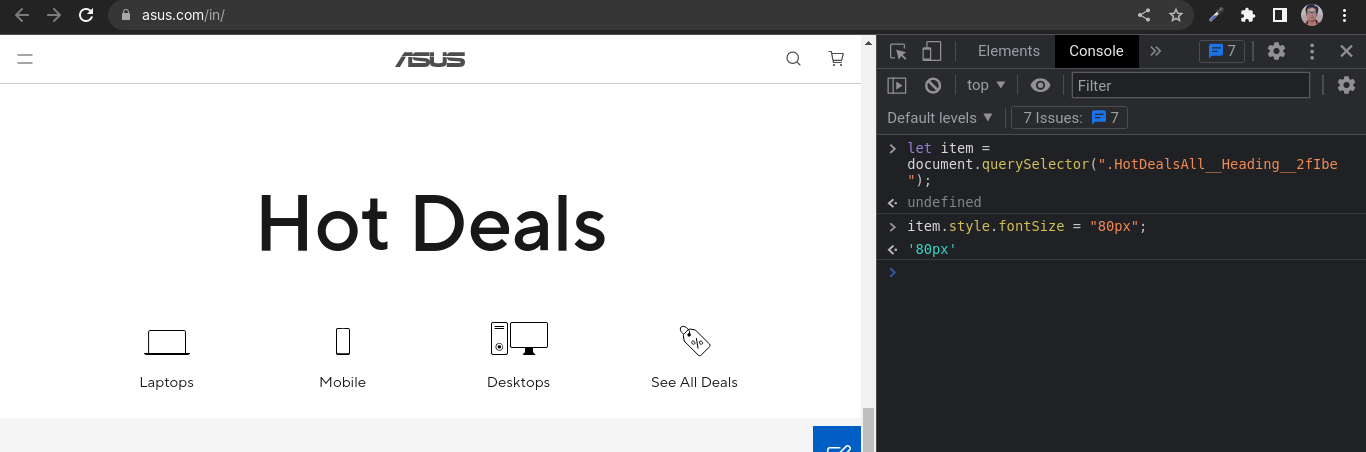 asus.com/in/
ASUS
Hot Deals
Laptops
Mobile
Desktops
See All Deals
Elements
Console
7
top
Filter
Default levels
7 Issues:
7
let item =
document.querySelector(".HotDealsAll__Heading__2fIbe
");
undefined
item.style.fontSize = "80px";
'80px'